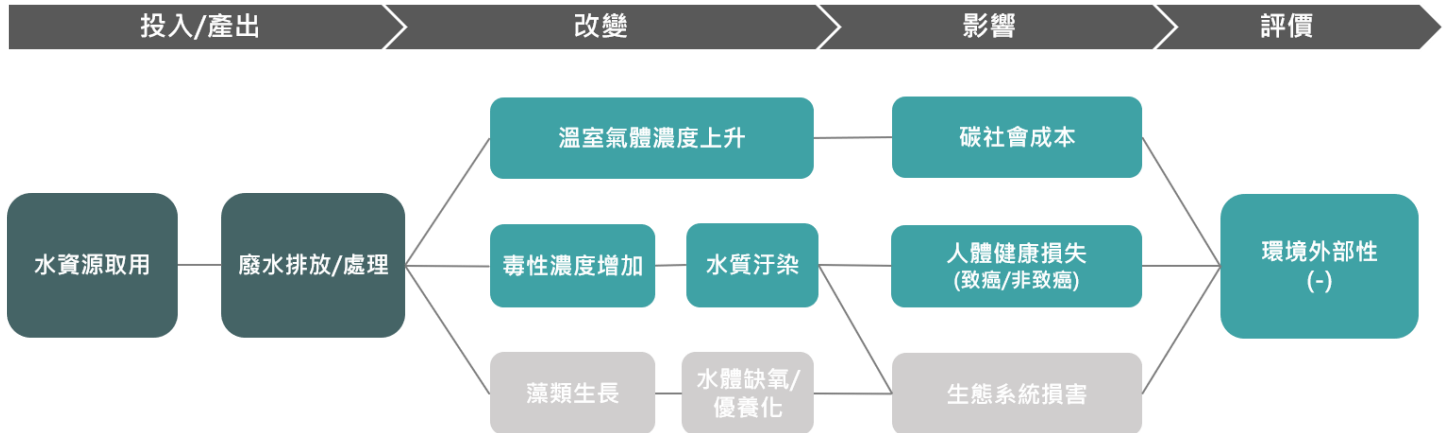 投入/產出
改變
影響
評價
溫室氣體濃度上升
碳社會成本
水資源取用
廢水排放/處理
毒性濃度增加
水質汙染
人體健康損失
(致癌/非致癌)
環境外部性
(-)
藻類生長
水體缺氧/
優養化
生態系統損害